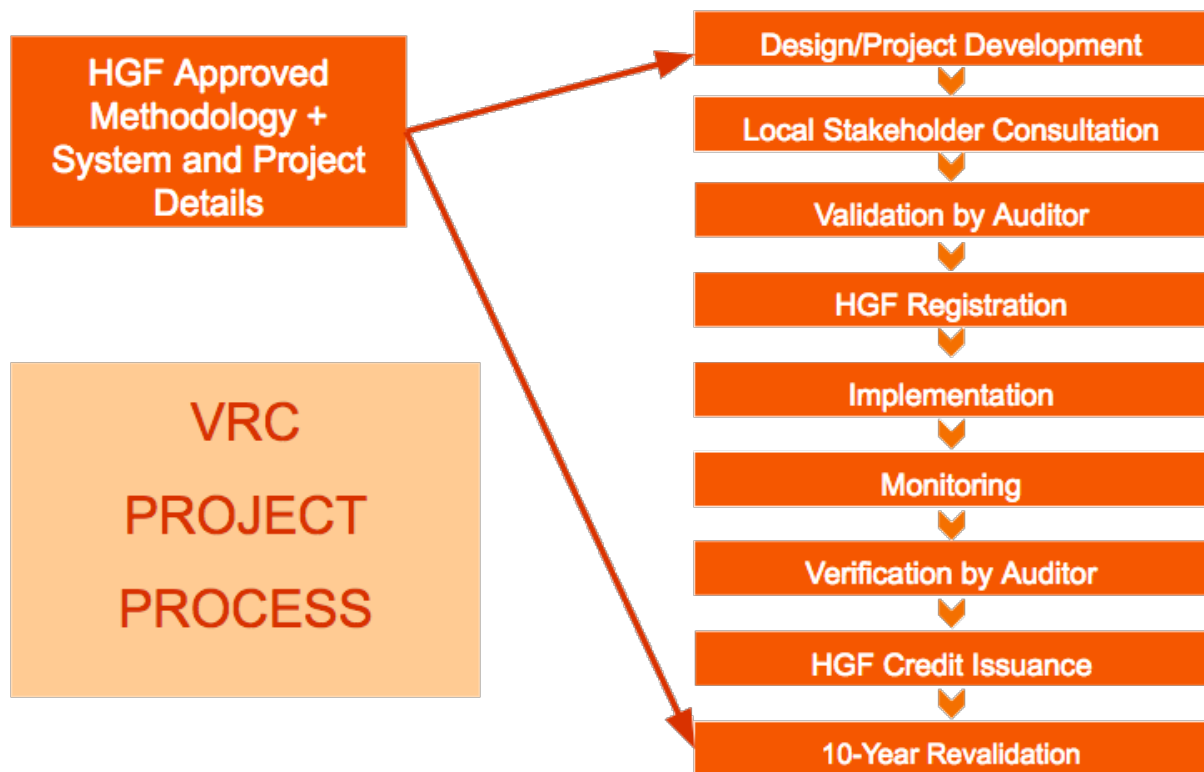 HGF Approved
Methodology +
System and Project
Details
VRC
PROJECT
PROCESS
Design/Project Development
Local Stakeholder Consultation
Validation by Auditor
HGF Registration
Implementation
Monitoring
Verification by Auditor
HGF Credit Issuance
10-Year Revalidation